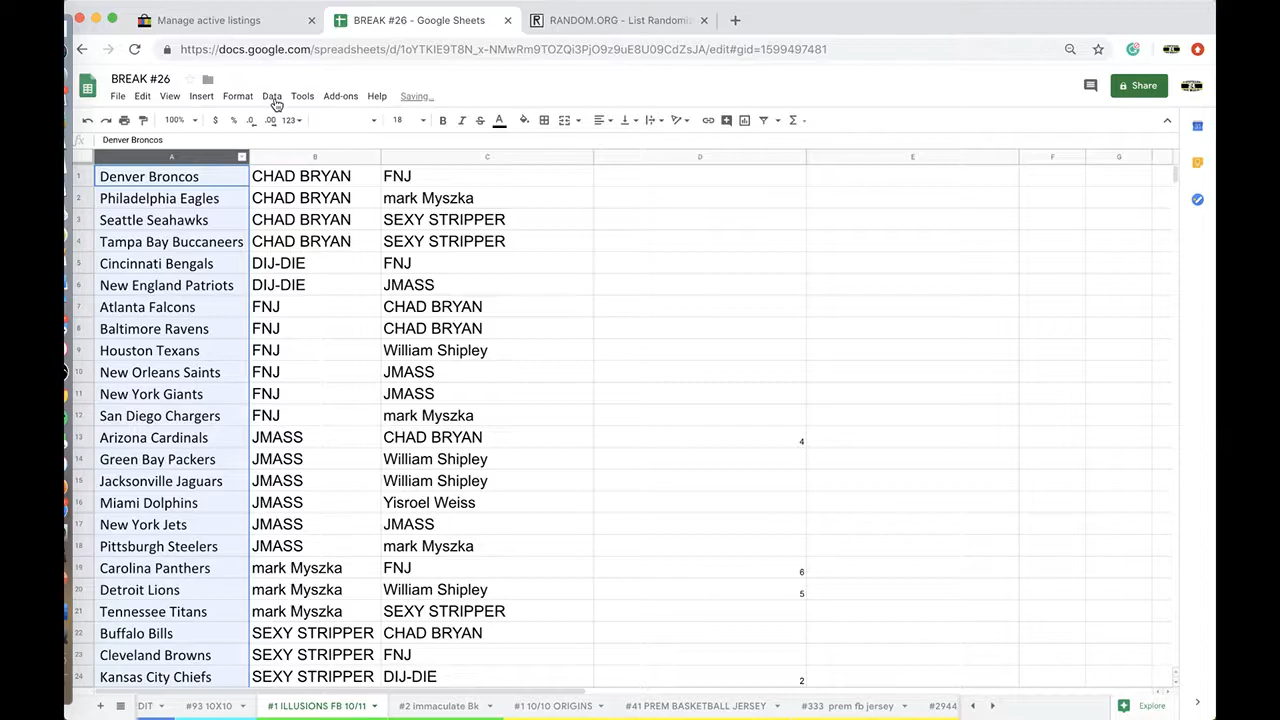 Manage active listings
BREAK #26 - Google Sheets
RANDOM.ORG - List Randomi
https://docs.google.com/spreadsheets/d/1oYTKIE9T8N_x-NMwRm9TOZQi3PjO9z9uE8U09CdZsJA/edit#gid=1599497481
BREAK #26
File Edit View Insert Format Data Tools Add-ons Help Saving...
Share
100% $ % .0 .00 123 18 B I S A
fx Denver Broncos
A B C D E F G
1 Denver Broncos CHAD BRYAN FNJ
2 Philadelphia Eagles CHAD BRYAN mark Myszka
3 Seattle Seahawks CHAD BRYAN SEXY STRIPPER
4 Tampa Bay Buccaneers CHAD BRYAN SEXY STRIPPER
5 Cincinnati Bengals DIJ-DIE FNJ
6 New England Patriots DIJ-DIE JMASS
7 Atlanta Falcons FNJ CHAD BRYAN
8 Baltimore Ravens FNJ CHAD BRYAN
9 Houston Texans FNJ William Shipley
10 New Orleans Saints FNJ JMASS
11 New York Giants FNJ JMASS
12 San Diego Chargers FNJ mark Myszka
13 Arizona Cardinals JMASS CHAD BRYAN 4
14 Green Bay Packers JMASS William Shipley
15 Jacksonville Jaguars JMASS William Shipley
16 Miami Dolphins JMASS Yisroel Weiss
17 New York Jets JMASS JMASS
18 Pittsburgh Steelers JMASS mark Myszka
19 Carolina Panthers mark Myszka FNJ 6
20 Detroit Lions mark Myszka William Shipley 5
21 Tennessee Titans mark Myszka SEXY STRIPPER
22 Buffalo Bills SEXY STRIPPER CHAD BRYAN
23 Cleveland Browns SEXY STRIPPER FNJ
24 Kansas City Chiefs SEXY STRIPPER DIJ-DIE 2
DIT #93 10X10 #1 ILLUSIONS FB 10/11 #2 immaculate Bk #1 10/10 ORIGINS #41 PREM BASKETBALL JERSEY #333 prem fb jersey #2944 Explore